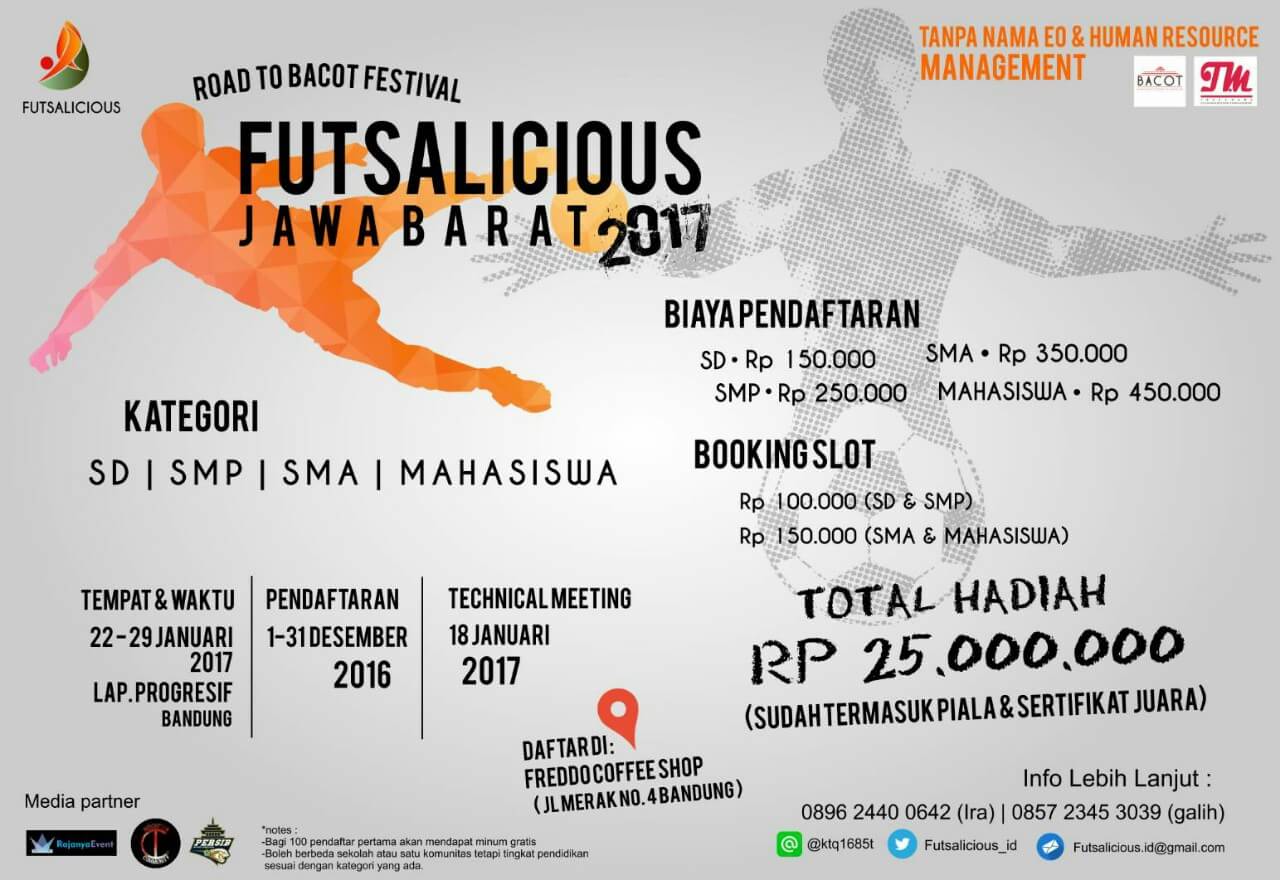 FUTSALICIOUS
ROAD TO BACOT FESTIVAL
FUTSALICIOUS
JAWA BARAT 2017
TANPA NAMA EO & HUMAN RESOURCE
MANAGEMENT
BACOT
TM
KATEGORI
SD | SMP | SMA | MAHASISWA
BIAYA PENDAFTARAN
SD • Rp 150.000
SMA • Rp 350.000
SMP • Rp 250.000
MAHASISWA • Rp 450.000
BOOKING SLOT
Rp 100.000 (SD & SMP)
Rp 150.000 (SMA & MAHASISWA)
TEMPAT & WAKTU
22 - 29 JANUARI
2017
LAP. PROGRESIF
BANDUNG
PENDAFTARAN
1-31 DESEMBER
2016
TECHNICAL MEETING
18 JANUARI
2017
TOTAL HADIAH
RP 25.000.000
(SUDAH TERMASUK PIALA & SERTIFIKAT JUARA)
DAFTAR DI :
FREDDO COFFEE SHOP
( JL MERAK NO. 4 BANDUNG )
Info Lebih Lanjut :
0896 2440 0642 (Ira) | 0857 2345 3039 (galih)
@ktq1685t
Futsalicious_id
Futsalicious.id@gmail.com
Media partner
RajanyaEvent
PERSIB
*notes :
-Bagi 100 pendaftar pertama akan mendapat minum gratis
-Boleh berbeda sekolah atau satu komunitas tetapi tingkat pendidikan
sesuai dengan kategori yang ada.